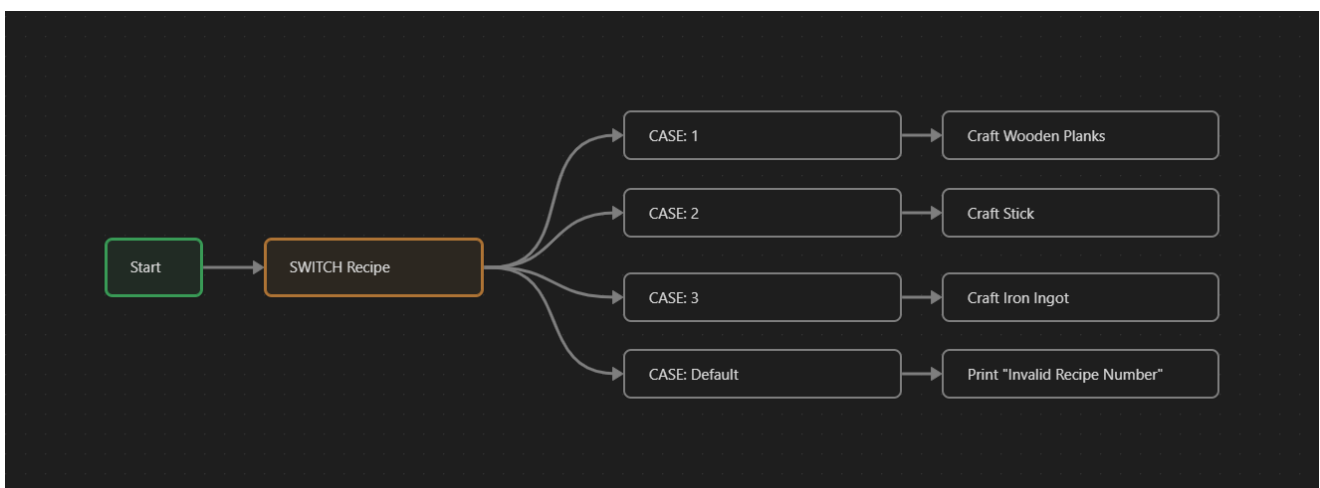 Start
SWITCH Recipe
CASE: 1
Craft Wooden Planks
CASE: 2
Craft Stick
CASE: 3
Craft Iron Ingot
CASE: Default
Print "Invalid Recipe Number"